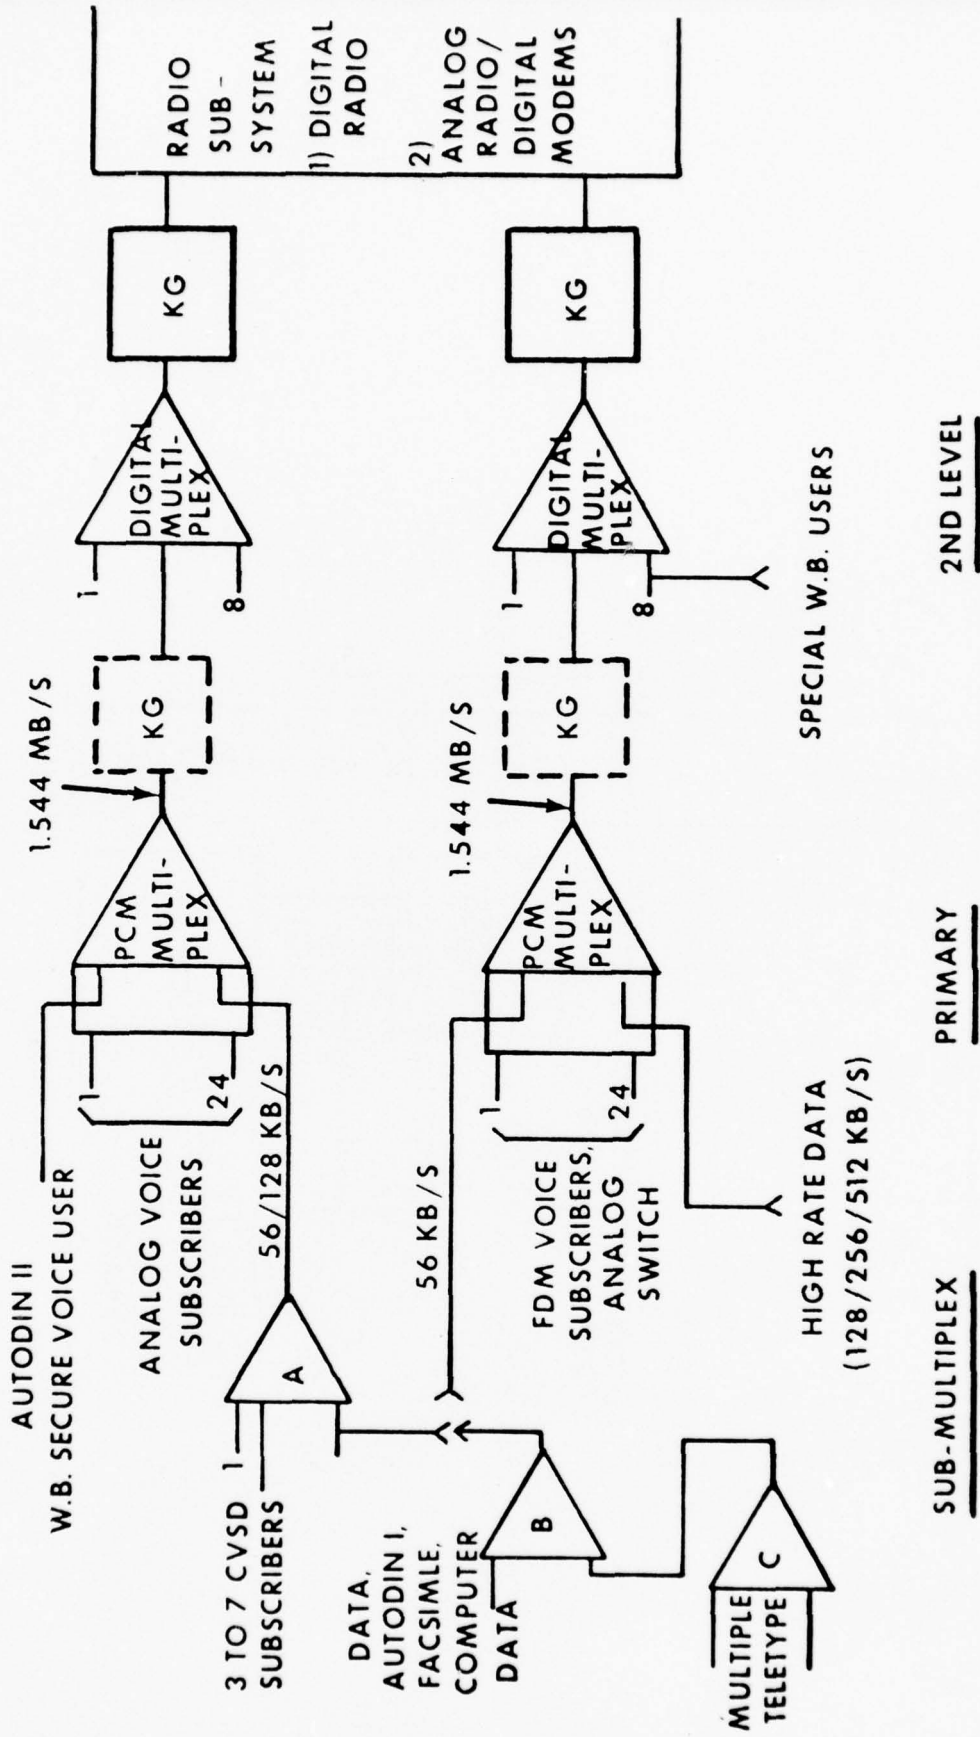 AUTODIN II
W.B. SECURE VOICE USER
1
24
ANALOG VOICE
SUBSCRIBERS
PCM
MULTI-
PLEX
1.544 MB/S
KG
1
8
DIGITAL
MULTI-
PLEX
KG
RADIO
SUB-
SYSTEM
1) DIGITAL
RADIO
2)
ANALOG
RADIO/
DIGITAL
MODEMS
3 TO 7 CVSD
SUBSCRIBERS
1
A
56/128 KB/S
DATA,
AUTODIN I,
FACSIMLE,
COMPUTER
DATA
B
56 KB/S
MULTIPLE
TELETYPE
C
FDM VOICE
SUBSCRIBERS,
ANALOG
SWITCH
1
24
PCM
MULTI-
PLEX
1.544 MB/S
KG
1
8
DIGITAL
MULTI-
PLEX
KG
HIGH RATE DATA
(128/256/512 KB/S)
SPECIAL W.B. USERS
SUB-MULTIPLEX
PRIMARY
2ND LEVEL